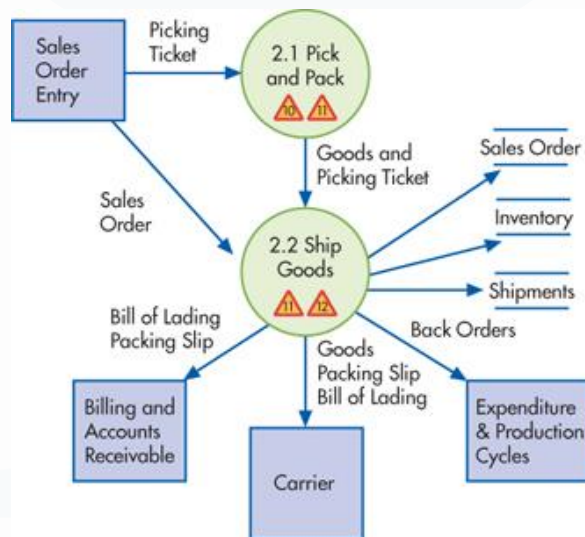 Sales
Order
Entry
Picking
Ticket
2.1 Pick
and Pack
10 11
Goods and
Picking Ticket
Sales
Order
2.2 Ship
Goods
11 12
Sales Order
Inventory
Shipments
Bill of Lading
Packing Slip
Goods
Packing Slip
Bill of Lading
Back Orders
Billing and
Accounts
Receivable
Carrier
Expenditure
& Production
Cycles